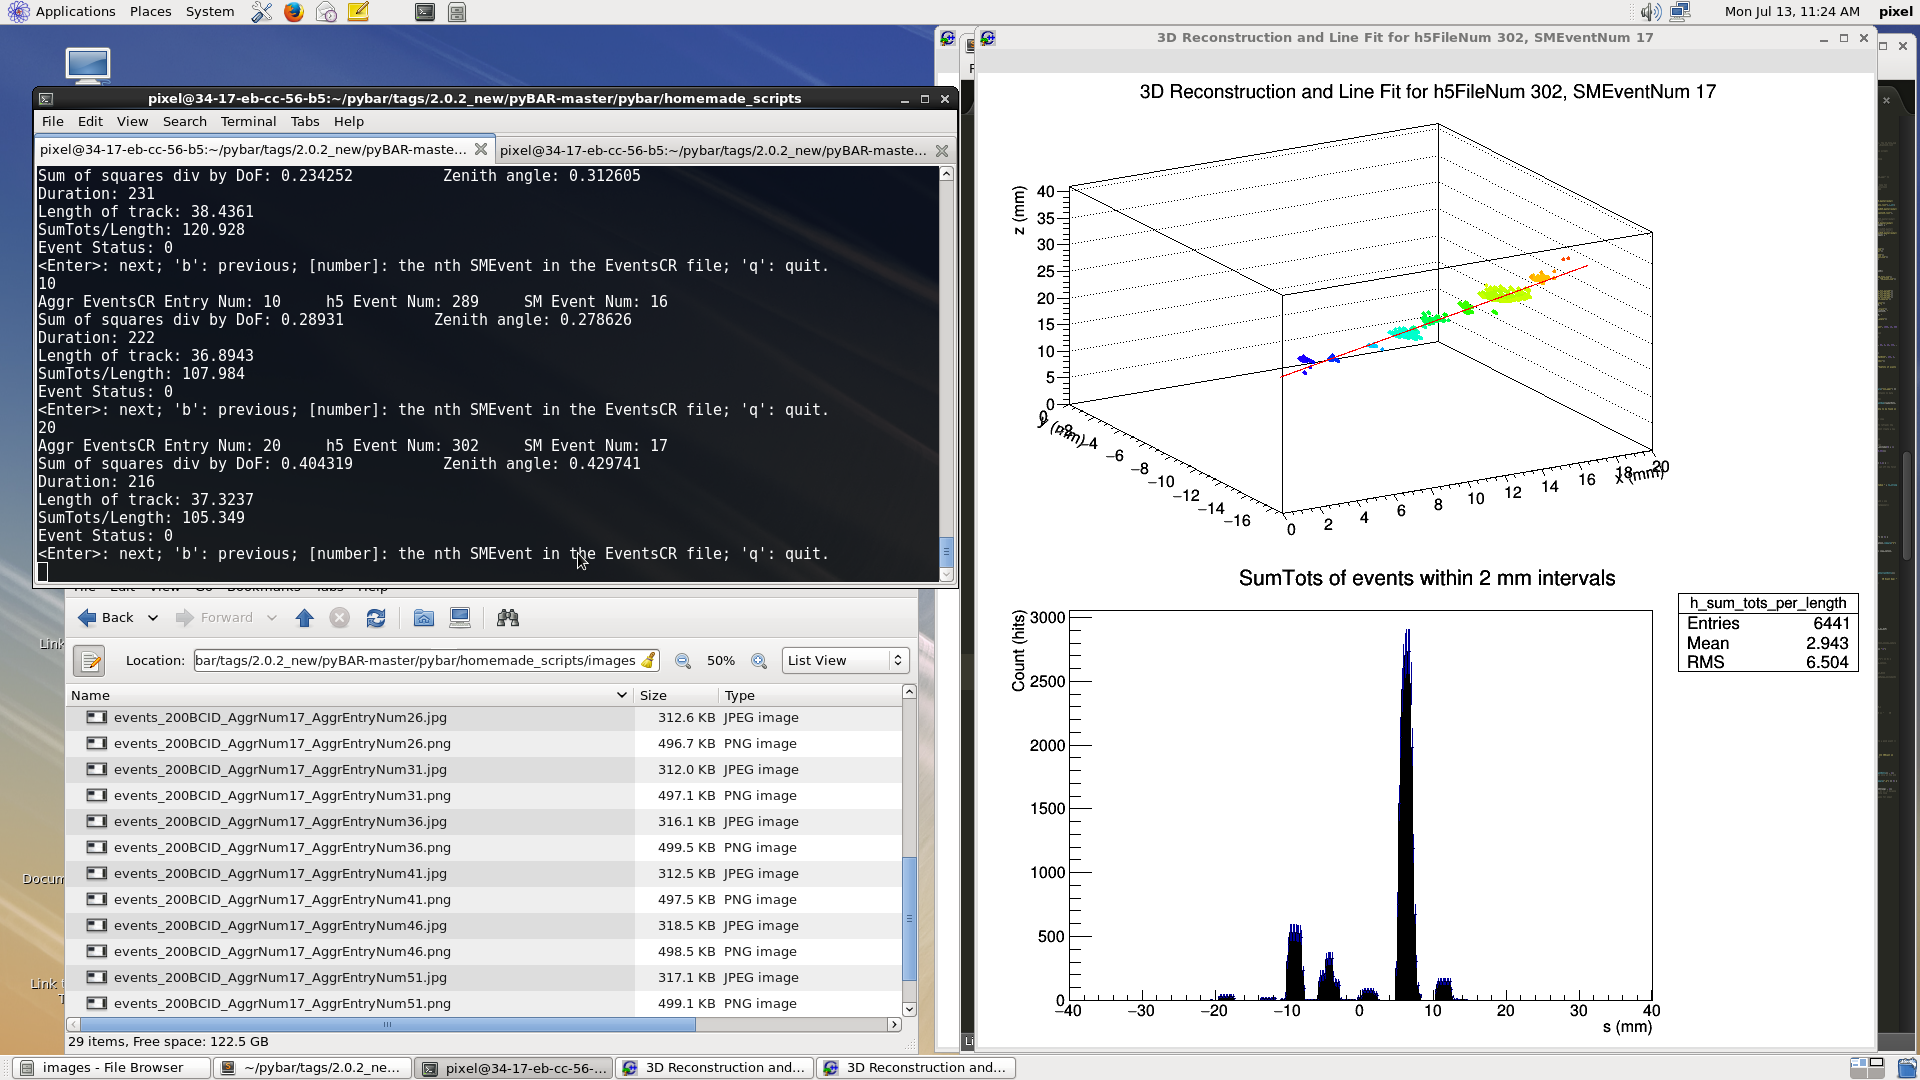 Applications Places System
Mon Jul 13, 11:24 AM pixel
pixel@34-17-eb-cc-56-b5:~/pybar/tags/2.0.2_new/pyBAR-master/pybar/homemade_scripts
File Edit View Search Terminal Tabs Help
pixel@34-17-eb-cc-56-b5:~/pybar/tags/2.0.2_new/pyBAR-maste...
pixel@34-17-eb-cc-56-b5:~/pybar/tags/2.0.2_new/pyBAR-maste...
Sum of squares div by DoF: 0.234252 Zenith angle: 0.312605
Duration: 231
Length of track: 38.4361
SumTots/Length: 120.928
Event Status: 0
<Enter>: next; 'b': previous; [number]: the nth SMEvent in the EventsCR file; 'q': quit.
10
Aggr EventsCR Entry Num: 10 h5 Event Num: 289 SM Event Num: 16
Sum of squares div by DoF: 0.28931 Zenith angle: 0.278626
Duration: 222
Length of track: 36.8943
SumTots/Length: 107.984
Event Status: 0
<Enter>: next; 'b': previous; [number]: the nth SMEvent in the EventsCR file; 'q': quit.
20
Aggr EventsCR Entry Num: 20 h5 Event Num: 302 SM Event Num: 17
Sum of squares div by DoF: 0.404319 Zenith angle: 0.429741
Duration: 216
Length of track: 37.3237
SumTots/Length: 105.349
Event Status: 0
<Enter>: next; 'b': previous; [number]: the nth SMEvent in the EventsCR file; 'q': quit.
Link
Docum
Link t
Back Forward
Location: bar/tags/2.0.2_new/pyBAR-master/pybar/homemade_scripts/images 50% List View
Name Size Type
events_200BCID_AggrNum17_AggrEntryNum26.jpg 312.6 KB JPEG image
events_200BCID_AggrNum17_AggrEntryNum26.png 496.7 KB PNG image
events_200BCID_AggrNum17_AggrEntryNum31.jpg 312.0 KB JPEG image
events_200BCID_AggrNum17_AggrEntryNum31.png 497.1 KB PNG image
events_200BCID_AggrNum17_AggrEntryNum36.jpg 316.1 KB JPEG image
events_200BCID_AggrNum17_AggrEntryNum36.png 499.5 KB PNG image
events_200BCID_AggrNum17_AggrEntryNum41.jpg 312.5 KB JPEG image
events_200BCID_AggrNum17_AggrEntryNum41.png 497.5 KB PNG image
events_200BCID_AggrNum17_AggrEntryNum46.jpg 318.5 KB JPEG image
events_200BCID_AggrNum17_AggrEntryNum46.png 498.5 KB PNG image
events_200BCID_AggrNum17_AggrEntryNum51.jpg 317.1 KB JPEG image
events_200BCID_AggrNum17_AggrEntryNum51.png 499.1 KB PNG image
29 items, Free space: 122.5 GB
3D Reconstruction and Line Fit for h5FileNum 302, SMEventNum 17
3D Reconstruction and Line Fit for h5FileNum 302, SMEventNum 17
z (mm)
40
35
30
25
20
15
10
5
0
y (mm)
0 −2 −4 −6 −8 −10 −12 −14 −16
0 2 4 6 8 10 12 14 16 18 20
x (mm)
SumTots of events within 2 mm intervals
Count (hits)
3000
2500
2000
1500
1000
500
0
−40 −30 −20 −10 0 10 20 30 40
s (mm)
h_sum_tots_per_length
Entries 6441
Mean 2.943
RMS 6.504
images - File Browser
~/pybar/tags/2.0.2_ne...
pixel@34-17-eb-cc-56-...
3D Reconstruction and...
3D Reconstruction and...